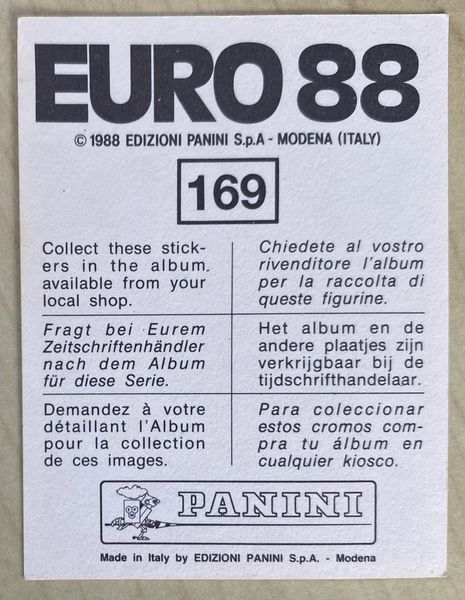 EURO 88
© 1988 EDIZIONI PANINI S.p.A - MODENA (ITALY)
169
Collect these stick-
ers in the album.
available from your
local shop.
Chiedete al vostro
rivenditore l'album
per la raccolta di
queste figurine.
Fragt bei Eurem
Zeitschriftenhändler
nach dem Album
für diese Serie.
Het album en de
andere plaatjes zijn
verkrijgbaar bij de
tijdschrifthandelaar.
Demandez à votre
détaillant l'Album
pour la collection
de ces images.
Para coleccionar
estos cromos com-
pra tu álbum en
cualquier kiosco.
PANINI
Made in Italy by EDIZIONI PANINI S.p.A. - Modena